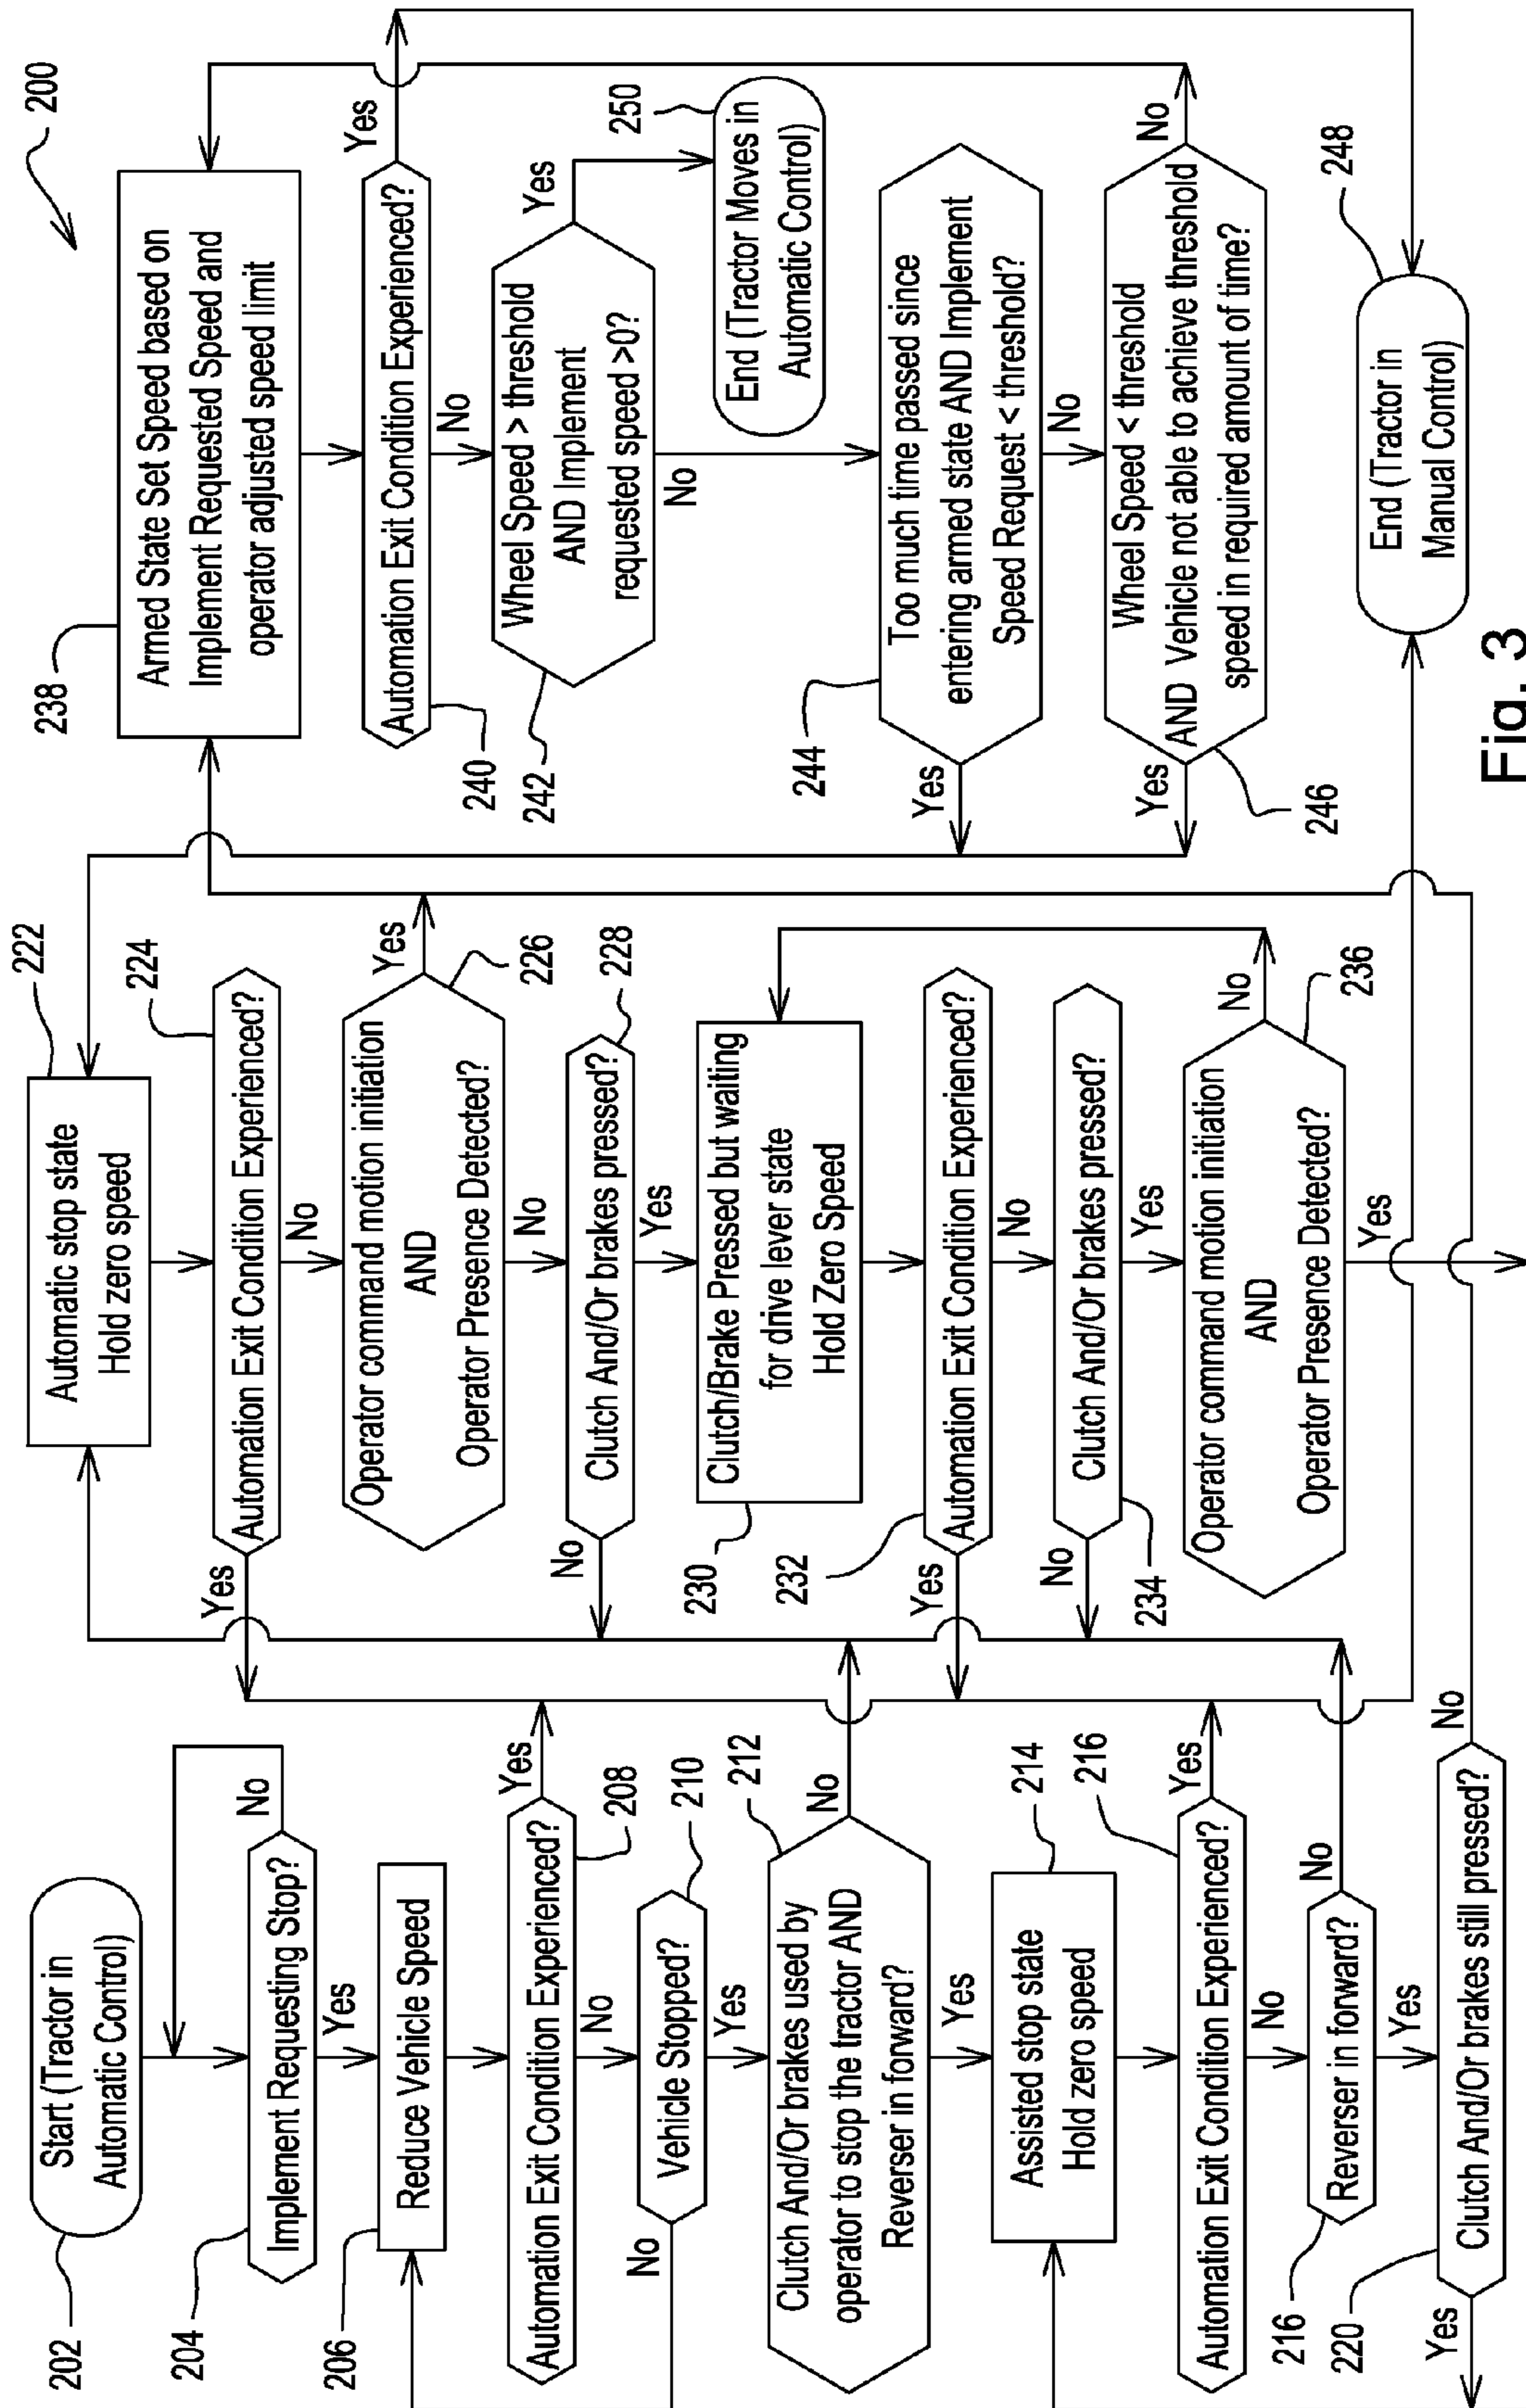 200
202
Start (Tractor in
Automatic Control)
204
Implement Requesting Stop?
No
Yes
206
Reduce Vehicle Speed
Automation Exit Condition Experienced?
Yes
208
No
Vehicle Stopped?
210
No
Yes
Clutch And/Or brakes used by
operator to stop the tractor AND
Reverser in forward?
212
No
Yes
Assisted stop state
Hold zero speed
214
Automation Exit Condition Experienced?
216
Yes
No
216
Reverser in forward?
No
Yes
220
Clutch And/Or brakes still pressed?
No
Yes
222
Automatic stop state
Hold zero speed
224
Automation Exit Condition Experienced?
Yes
No
Operator command motion initiation
AND
Operator Presence Detected?
Yes
226
No
228
Clutch And/Or brakes pressed?
No
Yes
230
Clutch/Brake Pressed but waiting
for drive lever state
Hold Zero Speed
232
Automation Exit Condition Experienced?
Yes
No
Clutch And/Or brakes pressed?
No
234
Yes
Operator command motion initiation
AND
Operator Presence Detected?
No
236
Yes
238
Armed State Set Speed based on
Implement Requested Speed and
operator adjusted speed limit
Automation Exit Condition Experienced?
Yes
240
No
Wheel Speed > threshold
AND Implement
requested speed >0?
242
Yes
No
250
End (Tractor Moves in
Automatic Control)
244
Too much time passed since
entering armed state AND Implement
Speed Request < threshold?
Yes
No
Wheel Speed < threshold
AND Vehicle not able to achieve threshold
speed in required amount of time?
Yes
No
246
248
End (Tractor in
Manual Control)
Fig. 3